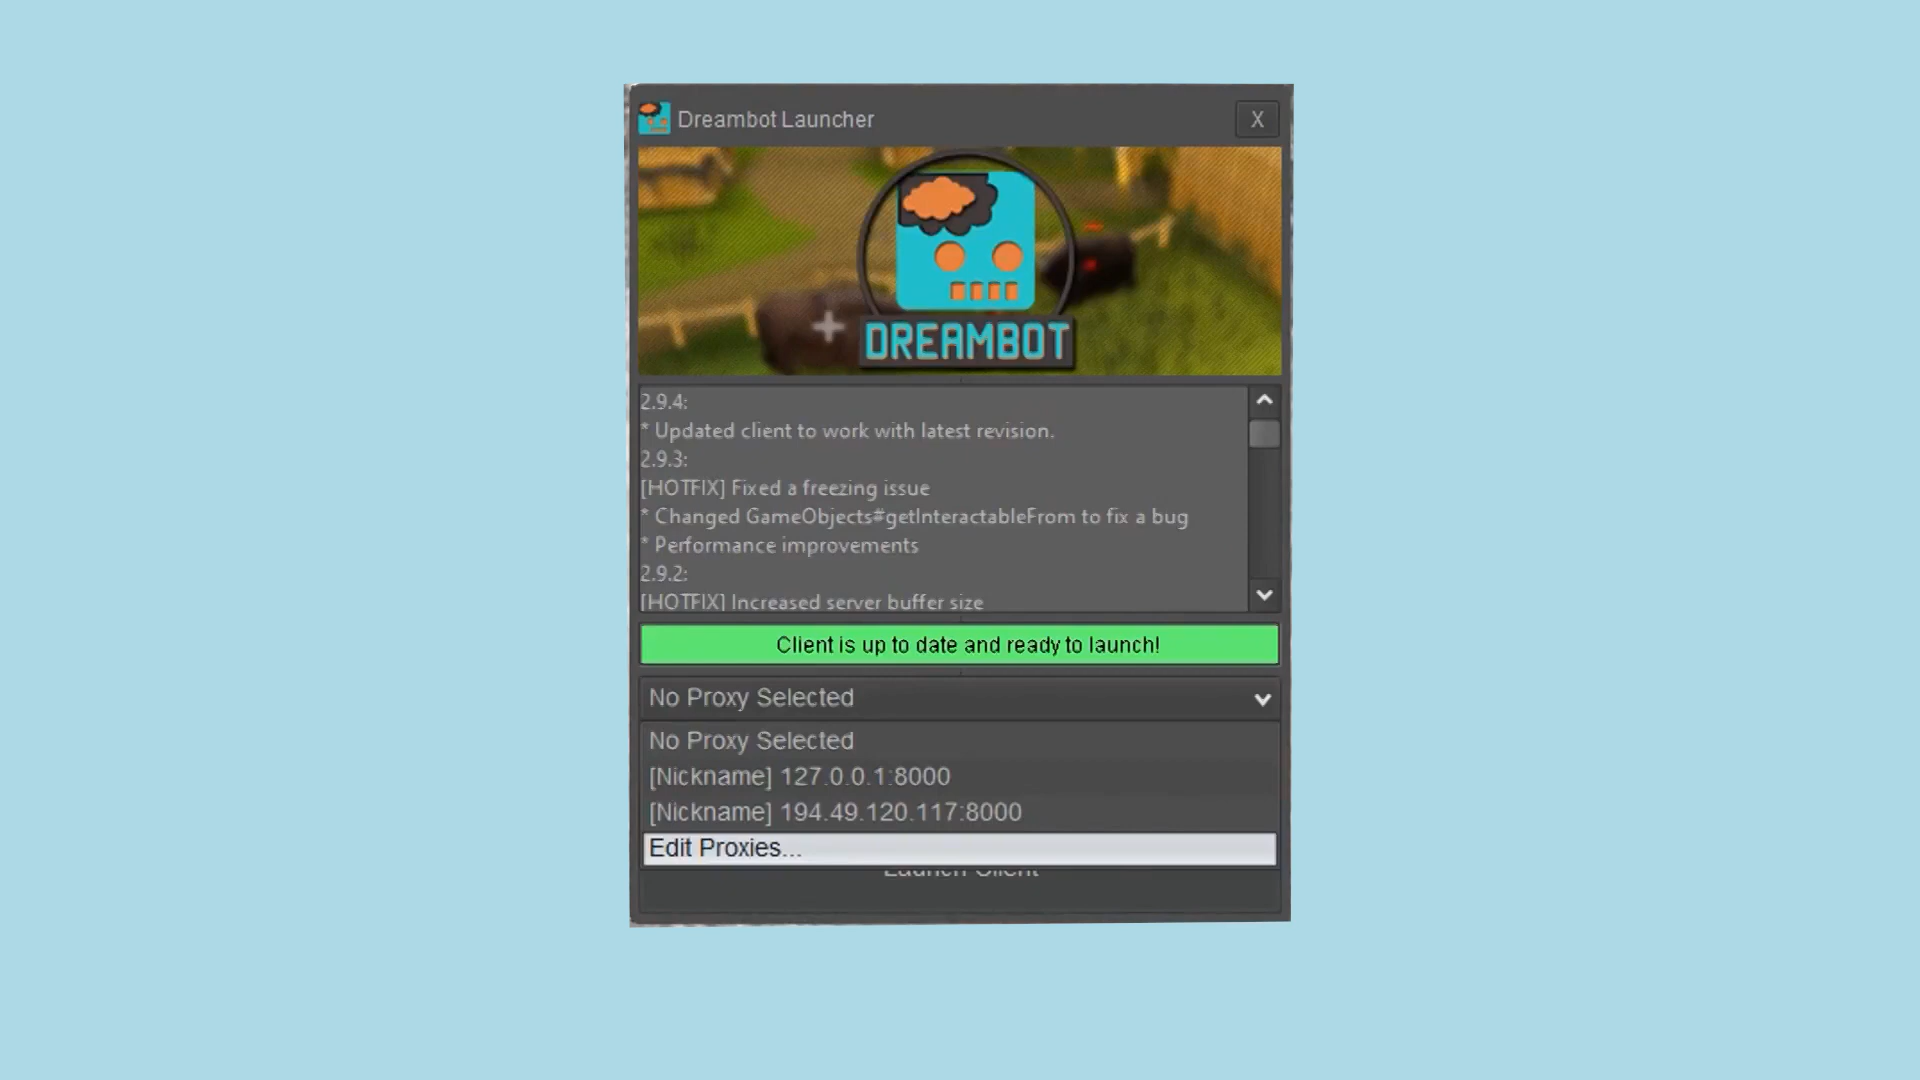 Dreambot Launcher
X
DREAMBOT
2.9.4:
* Updated client to work with latest revision.
2.9.3:
[HOTFIX] Fixed a freezing issue
* Changed GameObjects#getInteractableFrom to fix a bug
* Performance improvements
2.9.2:
[HOTFIX] Increased server buffer size
Client is up to date and ready to launch!
No Proxy Selected
No Proxy Selected
[Nickname] 127.0.0.1:8000
[Nickname] 194.49.120.117:8000
Edit Proxies...
Launch Client